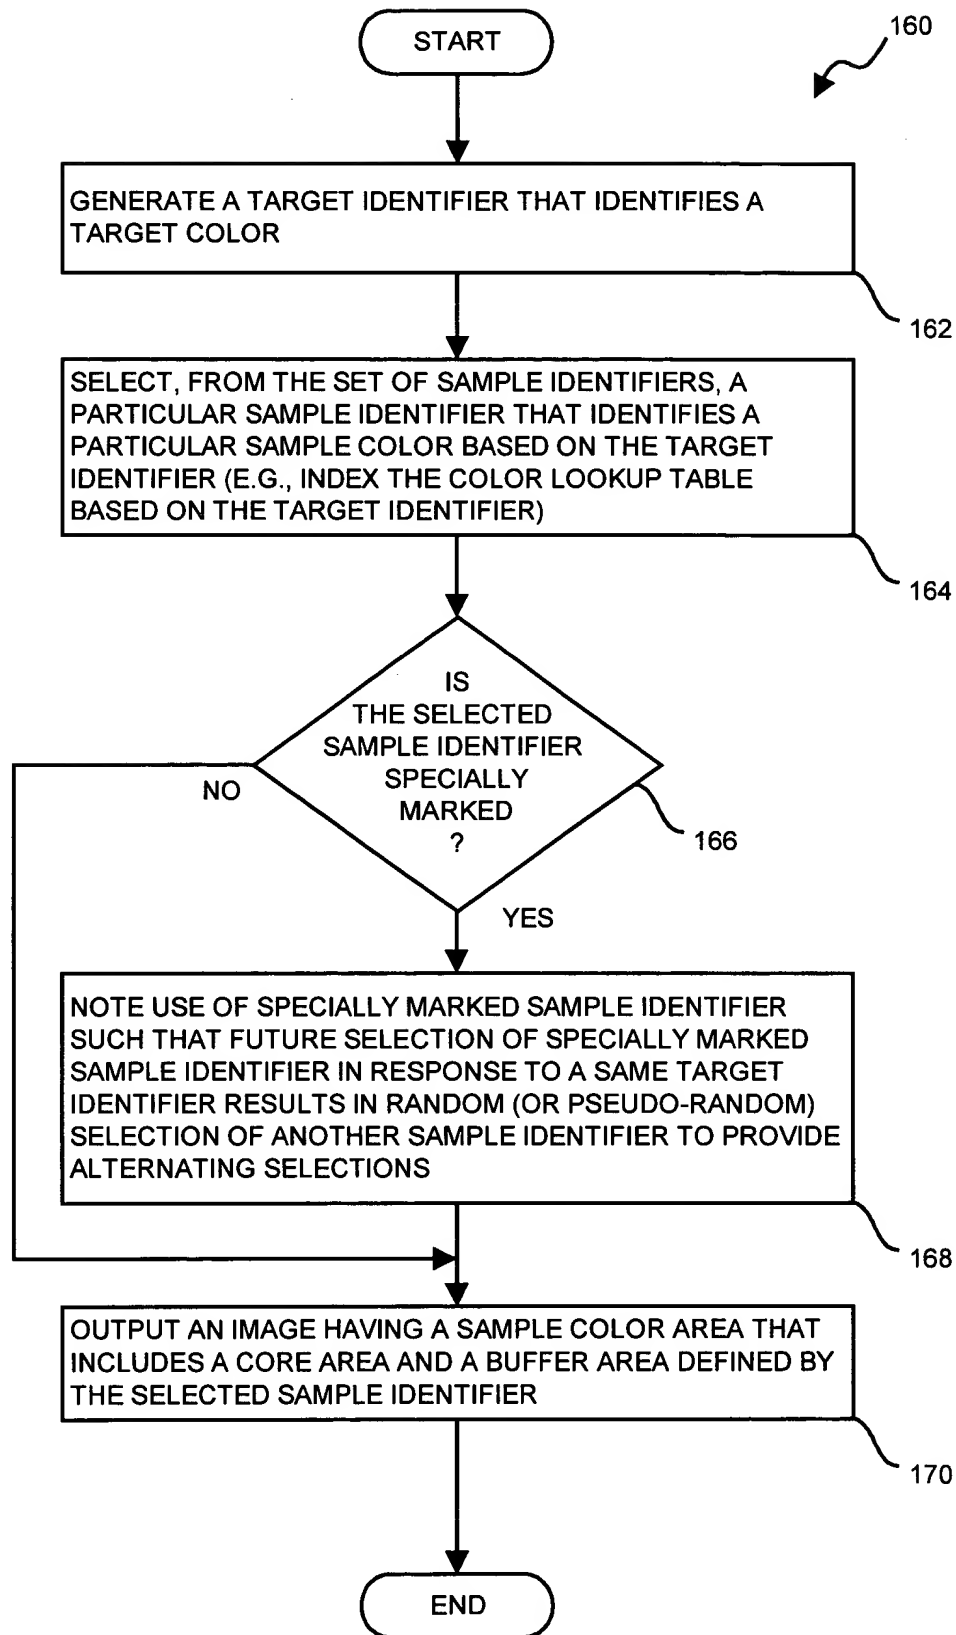 START
160
GENERATE A TARGET IDENTIFIER THAT IDENTIFIES A
TARGET COLOR
162
SELECT, FROM THE SET OF SAMPLE IDENTIFIERS, A
PARTICULAR SAMPLE IDENTIFIER THAT IDENTIFIES A
PARTICULAR SAMPLE COLOR BASED ON THE TARGET
IDENTIFIER (E.G., INDEX THE COLOR LOOKUP TABLE
BASED ON THE TARGET IDENTIFIER)
164
IS
THE SELECTED
SAMPLE IDENTIFIER
SPECIALLY
MARKED
?
NO
166
YES
NOTE USE OF SPECIALLY MARKED SAMPLE IDENTIFIER
SUCH THAT FUTURE SELECTION OF SPECIALLY MARKED
SAMPLE IDENTIFIER IN RESPONSE TO A SAME TARGET
IDENTIFIER RESULTS IN RANDOM (OR PSEUDO-RANDOM)
SELECTION OF ANOTHER SAMPLE IDENTIFIER TO PROVIDE
ALTERNATING SELECTIONS
168
OUTPUT AN IMAGE HAVING A SAMPLE COLOR AREA THAT
INCLUDES A CORE AREA AND A BUFFER AREA DEFINED BY
THE SELECTED SAMPLE IDENTIFIER
170
END